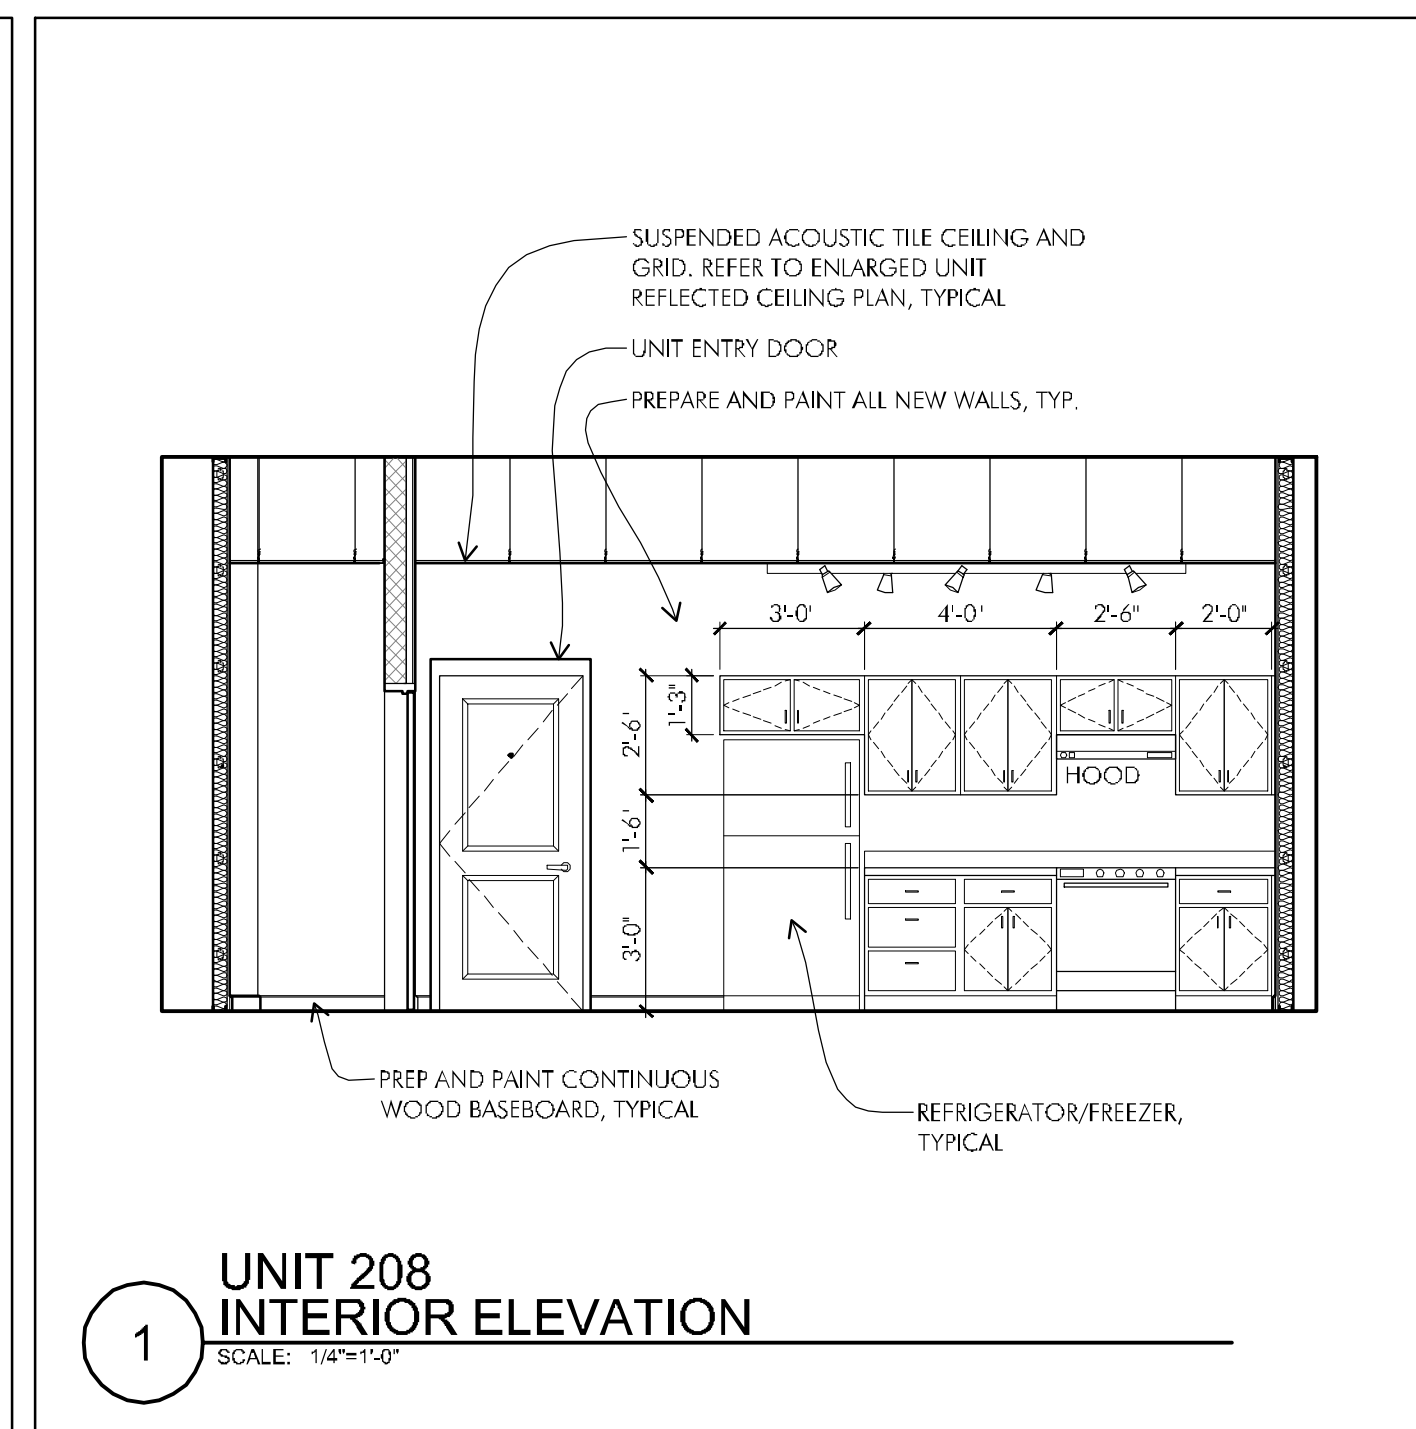 SUSPENDED ACOUSTIC TILE CEILING AND
GRID. REFER TO ENLARGED UNIT
REFLECTED CEILING PLAN, TYPICAL
UNIT ENTRY DOOR
PREPARE AND PAINT ALL NEW WALLS, TYP.
3'-0'
4'-0'
2'-6"
2'-0"
1'-3"
2'-6'
1'-6'
3'-0"
HOOD
PREP AND PAINT CONTINUOUS
WOOD BASEBOARD, TYPICAL
REFRIGERATOR/FREEZER,
TYPICAL
1
UNIT 208
INTERIOR ELEVATION
SCALE: 1/4"=1'-0"